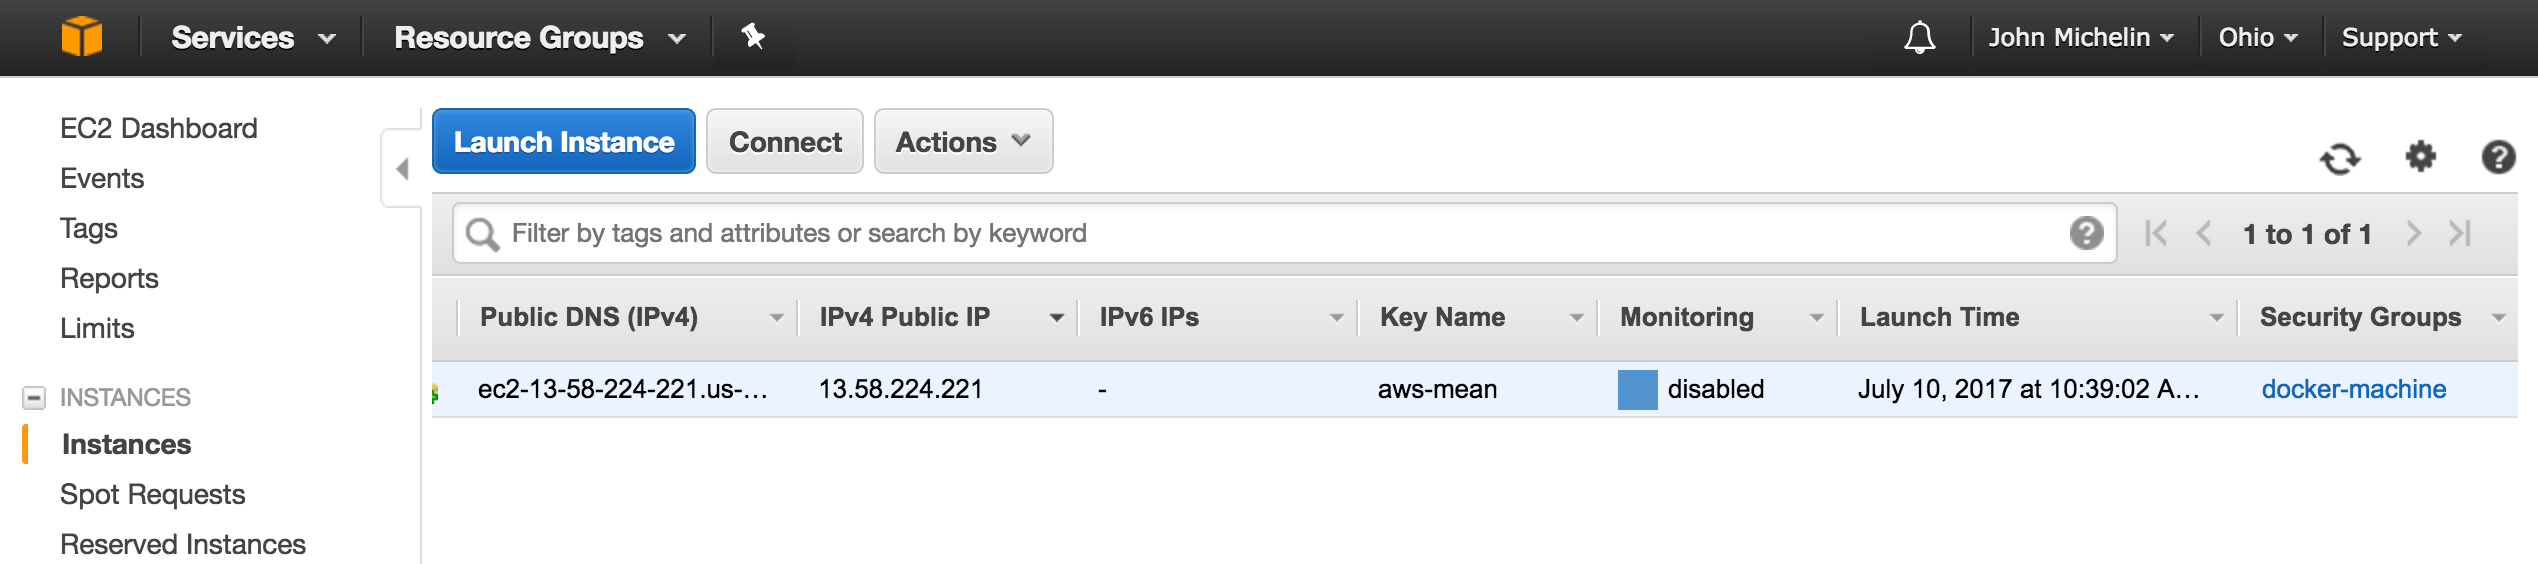 Services Resource Groups John Michelin Ohio Support
EC2 Dashboard
Events
Tags
Reports
Limits
INSTANCES
Instances
Spot Requests
Reserved Instances
Launch Instance Connect Actions
Filter by tags and attributes or search by keyword ? 1 to 1 of 1
Public DNS (IPv4) IPv4 Public IP IPv6 IPs Key Name Monitoring Launch Time Security Groups
ec2-13-58-224-221.us-... 13.58.224.221 - aws-mean disabled July 10, 2017 at 10:39:02 A... docker-machine